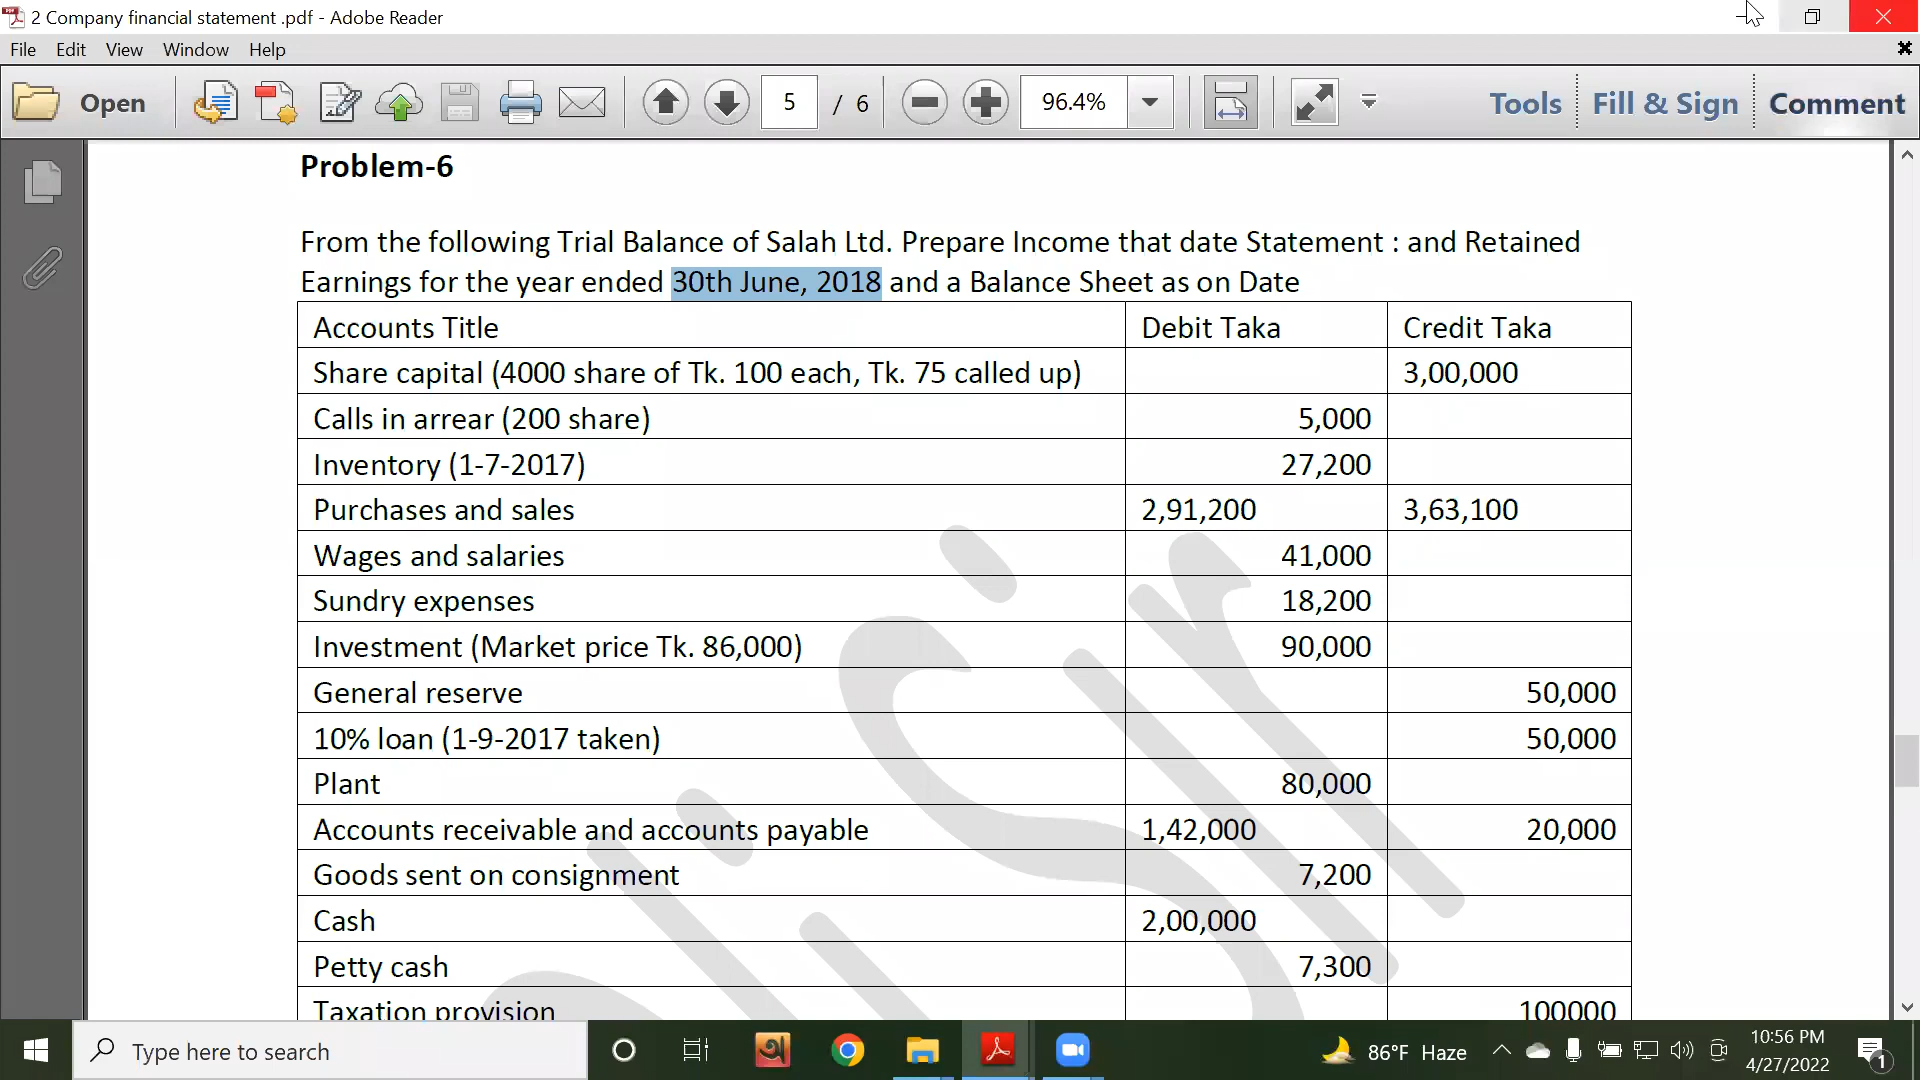 2 Company financial statement .pdf - Adobe Reader
File Edit View Window Help
Open 5 / 6 96.4% Tools Fill & Sign Comment
Problem-6
From the following Trial Balance of Salah Ltd. Prepare Income that date Statement : and Retained
Earnings for the year ended 30th June, 2018 and a Balance Sheet as on Date
Accounts Title Debit Taka Credit Taka
Share capital (4000 share of Tk. 100 each, Tk. 75 called up) 3,00,000
Calls in arrear (200 share) 5,000
Inventory (1-7-2017) 27,200
Purchases and sales 2,91,200 3,63,100
Wages and salaries 41,000
Sundry expenses 18,200
Investment (Market price Tk. 86,000) 90,000
General reserve 50,000
10% loan (1-9-2017 taken) 50,000
Plant 80,000
Accounts receivable and accounts payable 1,42,000 20,000
Goods sent on consignment 7,200
Cash 2,00,000
Petty cash 7,300
Taxation provision 100000
Type here to search
অ
86°F Haze
10:56 PM
4/27/2022
1